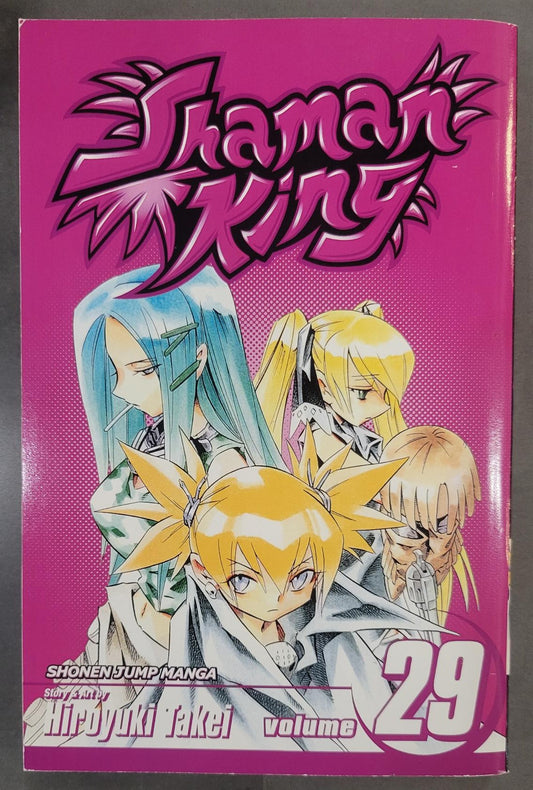 Shaman
King
SHONEN JUMP MANGA
Story & Art by
Hiroyuki Takei
volume
29